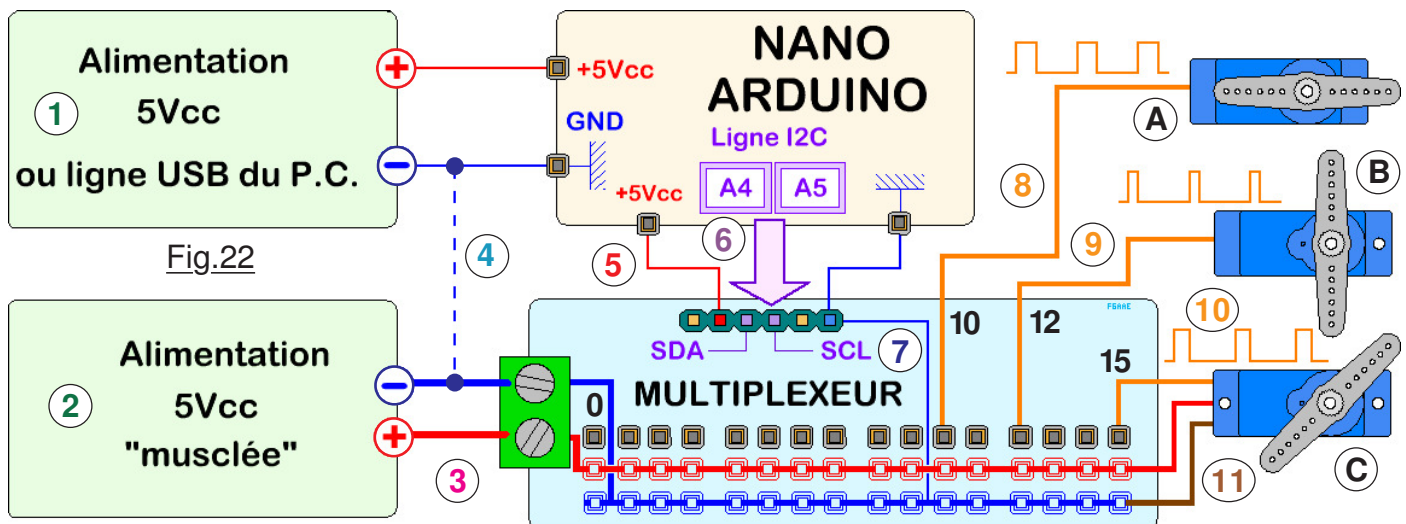 Alimentation
1
5Vcc
ou ligne USB du P.C.
+
−
Fig.22
4
NANO
ARDUINO
+5Vcc
GND
Ligne I2C
A4
A5
+5Vcc
5
6
8
A
B
9
Alimentation
2
5Vcc
"musclée"
−
+
3
F6AAE
SDA
SCL
7
MULTIPLEXEUR
0
10
12
15
10
11
C